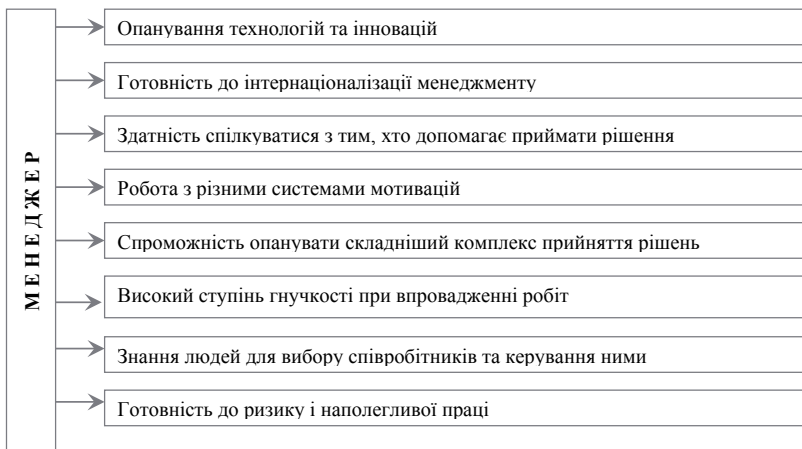 МЕНЕДЖЕР
Опанування технологій та інновацій
Готовність до інтернаціоналізації менеджменту
Здатність спілкуватися з тим, хто допомагає приймати рішення
Робота з різними системами мотивацій
Спроможність опанувати складніший комплекс прийняття рішень
Високий ступінь гнучкості при впровадженні робіт
Знання людей для вибору співробітників та керування ними
Готовність до ризику і наполегливої праці